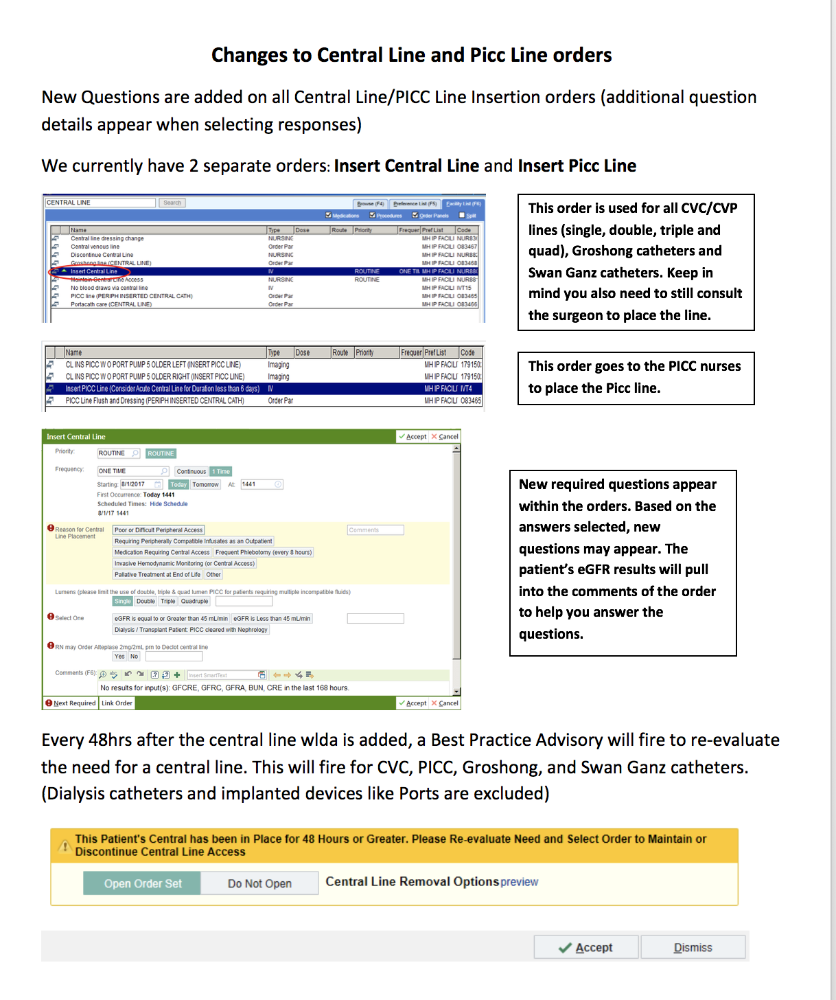 Changes to Central Line and Picc Line orders
New Questions are added on all Central Line/PICC Line Insertion orders (additional question
details appear when selecting responses)
We currently have 2 separate orders: Insert Central Line and Insert Picc Line
CENTRAL LINE Search Browse (F4) Preference List (F5) Facility List (F6)
Medications Procedures Order Panels Split
Name Type Dose Route Priority Frequer Pref List Code
Central line dressing change NURSING MH IP FACILI NUR83
Central venous line Order Par MH IP FACILI O83467
Discontinue Central Line NURSING MH IP FACILI NUR88
Groshong line (CENTRAL LINE) Order Par MH IP FACILI O83468
Insert Central Line IV ROUTINE ONE TIM MH IP FACILI NUR88
Maintain Central Line Access NURSING ROUTINE MH IP FACILI NUR88
No blood draws via central line IV MH IP FACILI IVT15
PICC line (PERIPH INSERTED CENTRAL CATH) Order Par MH IP FACILI O83465
Portacath care (CENTRAL LINE) Order Par MH IP FACILI O83466
This order is used for all CVC/CVP
lines (single, double, triple and
quad), Groshong catheters and
Swan Ganz catheters. Keep in
mind you also need to still consult
the surgeon to place the line.
Name Type Dose Route Priority Frequer Pref List Code
CL INS PICC W O PORT PUMP 5 OLDER LEFT (INSERT PICC LINE) Imaging MH IP FACILI 179150
CL INS PICC W O PORT PUMP 5 OLDER RIGHT (INSERT PICC LINE) Imaging MH IP FACILI 179150
Insert PICC Line (Consider Acute Central Line for Duration less than 6 days) IV MH IP FACILI IVT4
PICC Line Flush and Dressing (PERIPH INSERTED CENTRAL CATH) Order Par MH IP FACILI O83465
This order goes to the PICC nurses
to place the Picc line.
Insert Central Line Accept Cancel
Priority: ROUTINE ROUTINE
Frequency: ONE TIME Continuous 1 Time
Starting: 8/1/2017 Today Tomorrow At: 1441
First Occurrence: Today 1441
Scheduled Times: Hide Schedule
8/1/17 1441
Reason for Central Line Placement Poor or Difficult Peripheral Access Comments
Requiring Peripherally Compatible Infusates as an Outpatient
Medication Requiring Central Access Frequent Phlebotomy (every 8 hours)
Invasive Hemodynamic Monitoring (or Central Access)
Pallative Treatment at End of Life Other
Lumens (please limit the use of double, triple & quad lumen PICC for patients requiring multiple incompatible fluids)
Single Double Triple Quadruple
Select One eGFR is equal to or Greater than 45 mL/min eGFR is Less than 45 mL/min
Dialysis / Transplant Patient: PICC cleared with Nephrology
RN may Order Alteplase 2mg/2mL prn to Declot central line
Yes No
Comments (F6): Insert SmartText
No results for input(s): GFCRE, GFRC, GFRA, BUN, CRE in the last 168 hours.
Next Required Link Order Accept Cancel
New required questions appear
within the orders. Based on the
answers selected, new
questions may appear. The
patient's eGFR results will pull
into the comments of the order
to help you answer the
questions.
Every 48hrs after the central line wlda is added, a Best Practice Advisory will fire to re-evaluate
the need for a central line. This will fire for CVC, PICC, Groshong, and Swan Ganz catheters.
(Dialysis catheters and implanted devices like Ports are excluded)
This Patient's Central has been in Place for 48 Hours or Greater. Please Re-evaluate Need and Select Order to Maintain or
Discontinue Central Line Access
Open Order Set Do Not Open Central Line Removal Options preview
Accept Dismiss